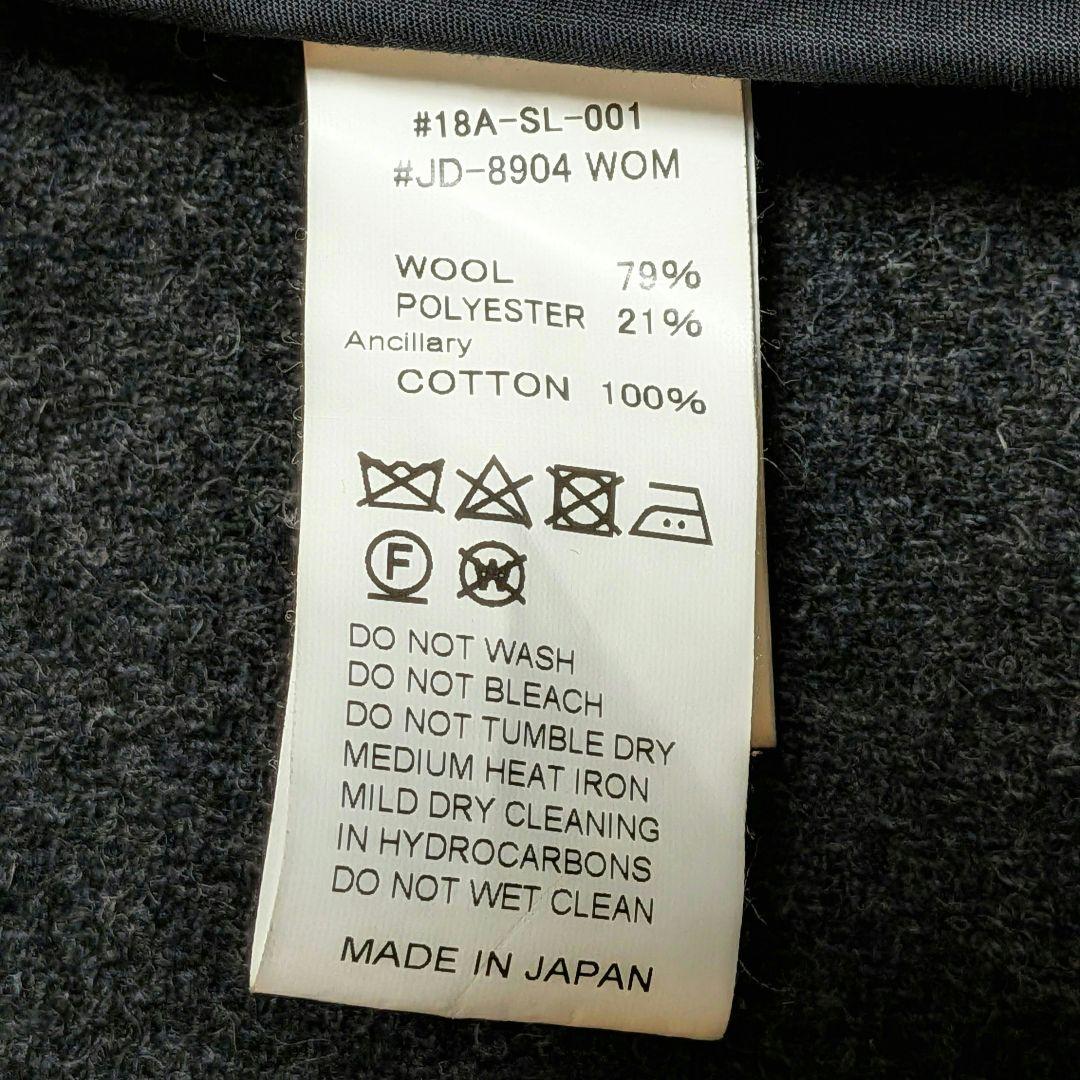 #18A-SL-001
#JD-8904 WOM
WOOL 79%
POLYESTER 21%
Ancillary
COTTON 100%
F W
DO NOT WASH
DO NOT BLEACH
DO NOT TUMBLE DRY
MEDIUM HEAT IRON
MILD DRY CLEANING
IN HYDROCARBONS
DO NOT WET CLEAN
MADE IN JAPAN